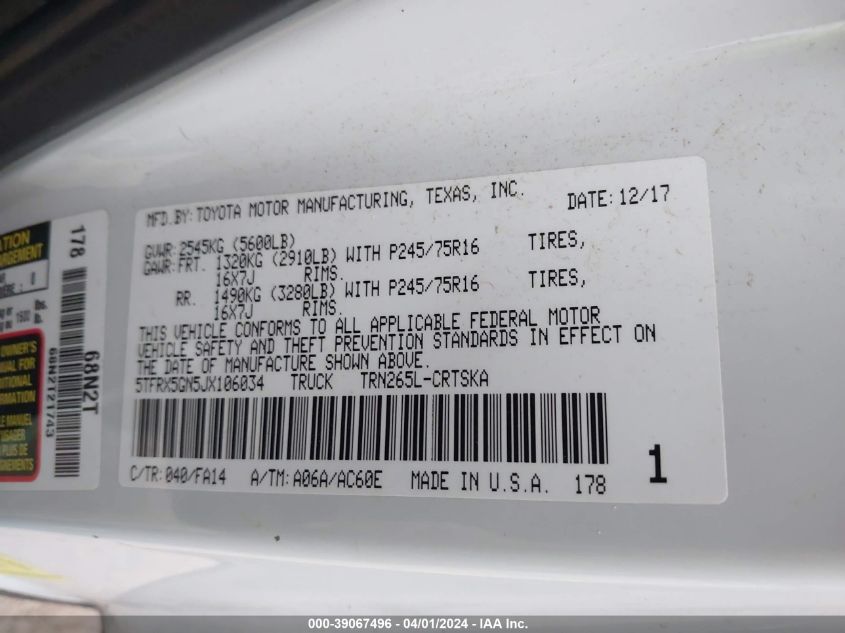 MFD.BY: TOYOTA MOTOR MANUFACTURING, TEXAS, INC. DATE: 12/17
GVWR: 2545KG (5600LB)
GAWR: FRT. 1320KG (2910LB) WITH P245/75R16 TIRES,
16X7J RIMS.
RR. 1490KG (3280LB) WITH P245/75R16 TIRES,
16X7J RIMS.
THIS VEHICLE CONFORMS TO ALL APPLICABLE FEDERAL MOTOR
VEHICLE SAFETY AND THEFT PREVENTION STANDARDS IN EFFECT ON
THE DATE OF MANUFACTURE SHOWN ABOVE.
5TFRX5GN5JX106034 TRUCK TRN265L-CRTSKA
C/TR: 040/FA14 A/TM: A06A/AC60E MADE IN U.S.A. 178
1
178
68N2T
68N2121743
OWNER'S
LE MANUEL
000-39067496 - 04/01/2024 - IAA Inc.